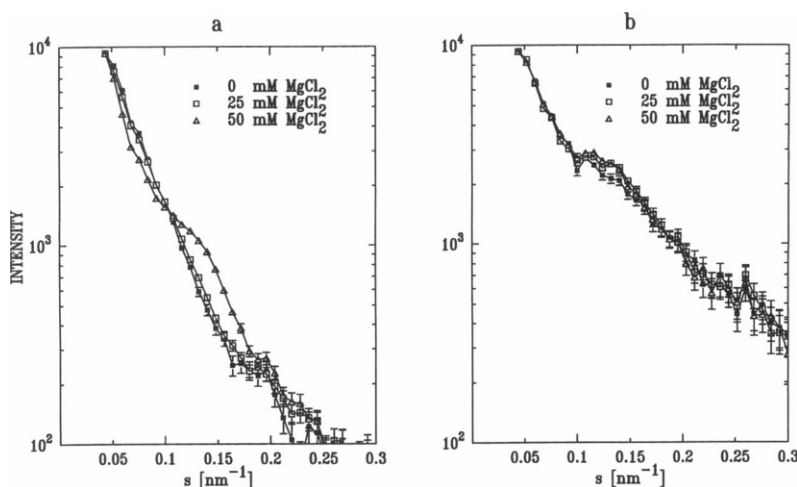 a
b
10⁴
0 mM MgCl₂
25 mM MgCl₂
50 mM MgCl₂
10³
INTENSITY
10²
0.05 0.1 0.15 0.2 0.25 0.3
s [nm⁻¹]
10⁴
0 mM MgCl₂
25 mM MgCl₂
50 mM MgCl₂
10³
10²
0.05 0.1 0.15 0.2 0.25 0.3
s [nm⁻¹]